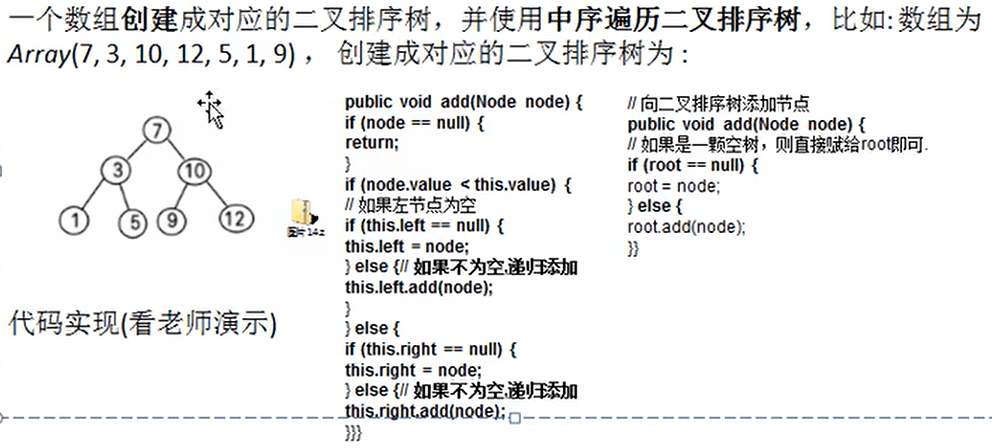 一个数组创建成对应的二叉排序树，并使用中序遍历二叉排序树，比如: 数组为
Array(7, 3, 10, 12, 5, 1, 9) ， 创建成对应的二叉排序树为 :
7
3
10
1
5
9
12
图片14.z
代码实现(看老师演示)
public void add(Node node) {
if (node == null) {
return;
}
if (node.value < this.value) {
// 如果左节点为空
if (this.left == null) {
this.left = node;
} else {// 如果不为空,递归添加
this.left.add(node);
}
} else {
if (this.right == null) {
this.right = node;
} else {// 如果不为空,递归添加
this.right.add(node);
}}}
// 向二叉排序树添加节点
public void add(Node node) {
// 如果是一颗空树，则直接赋给root即可.
if (root == null) {
root = node;
} else {
root.add(node);
}}